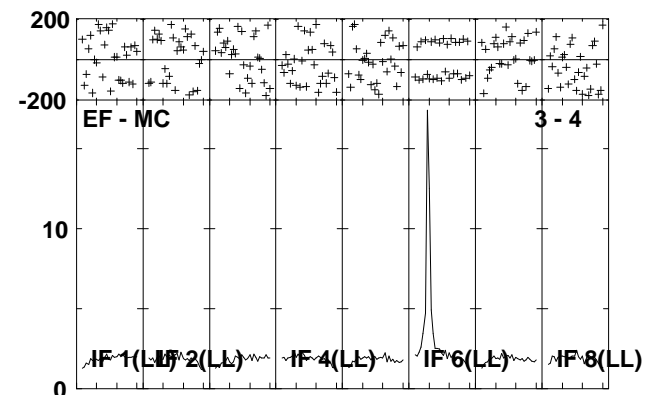 200
-200
EF - MC 3 - 4
10
IF 1(LL) IF 2(LL) IF 4(LL) IF 6(LL) IF 8(LL)
0